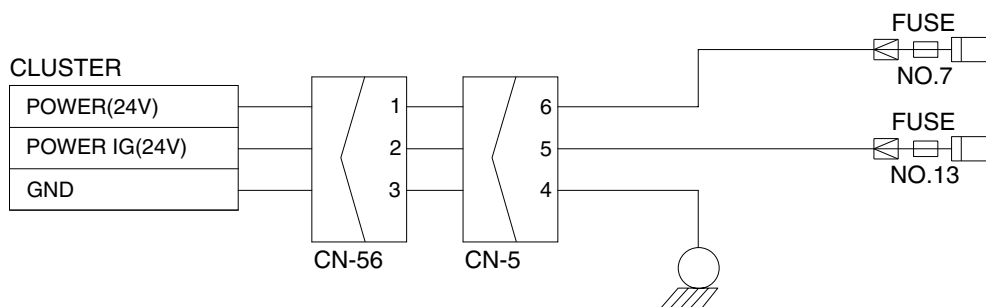 FUSE
NO.7
CLUSTER
POWER(24V)
POWER IG(24V)
GND
1
2
3
CN-56
6
5
4
CN-5
FUSE
NO.13